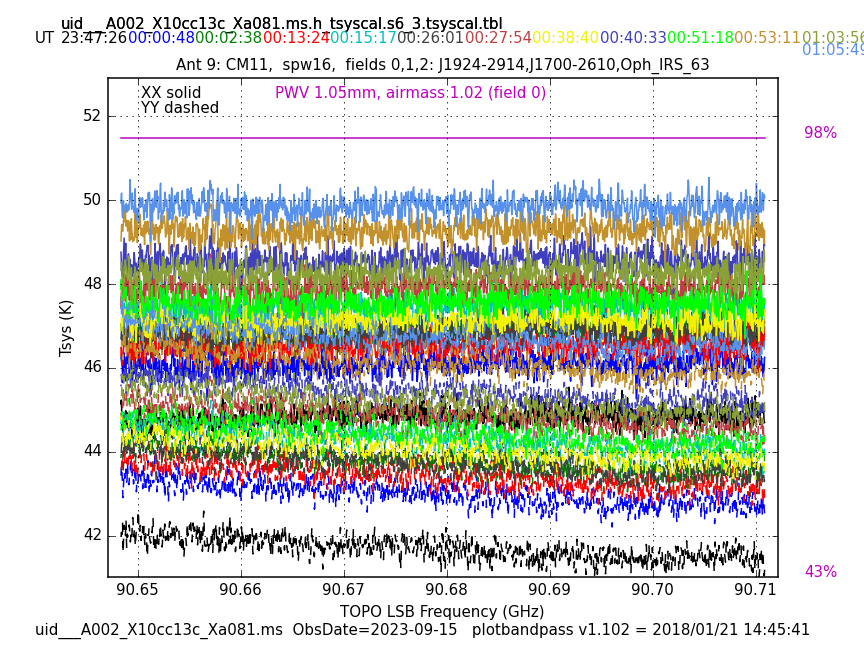 uid___A002_X10cc13c_Xa081.ms.h_tsyscal.s6_3.tsyscal.tbl
UT 23:47:26 00:00:48 00:02:38 00:13:24 00:15:17 00:26:01 00:27:54 00:38:40 00:40:33 00:51:18 00:53:11 01:03:56
01:05:49
Ant 9: CM11, spw16, fields 0,1,2: J1924-2914,J1700-2610,Oph_IRS_63
XX solid
PWV 1.05mm, airmass 1.02 (field 0)
YY dashed
52
98%
50
48
Tsys (K)
46
44
42
43%
90.65 90.66 90.67 90.68 90.69 90.70 90.71
TOPO LSB Frequency (GHz)
uid___A002_X10cc13c_Xa081.ms ObsDate=2023-09-15 plotbandpass v1.102 = 2018/01/21 14:45:41